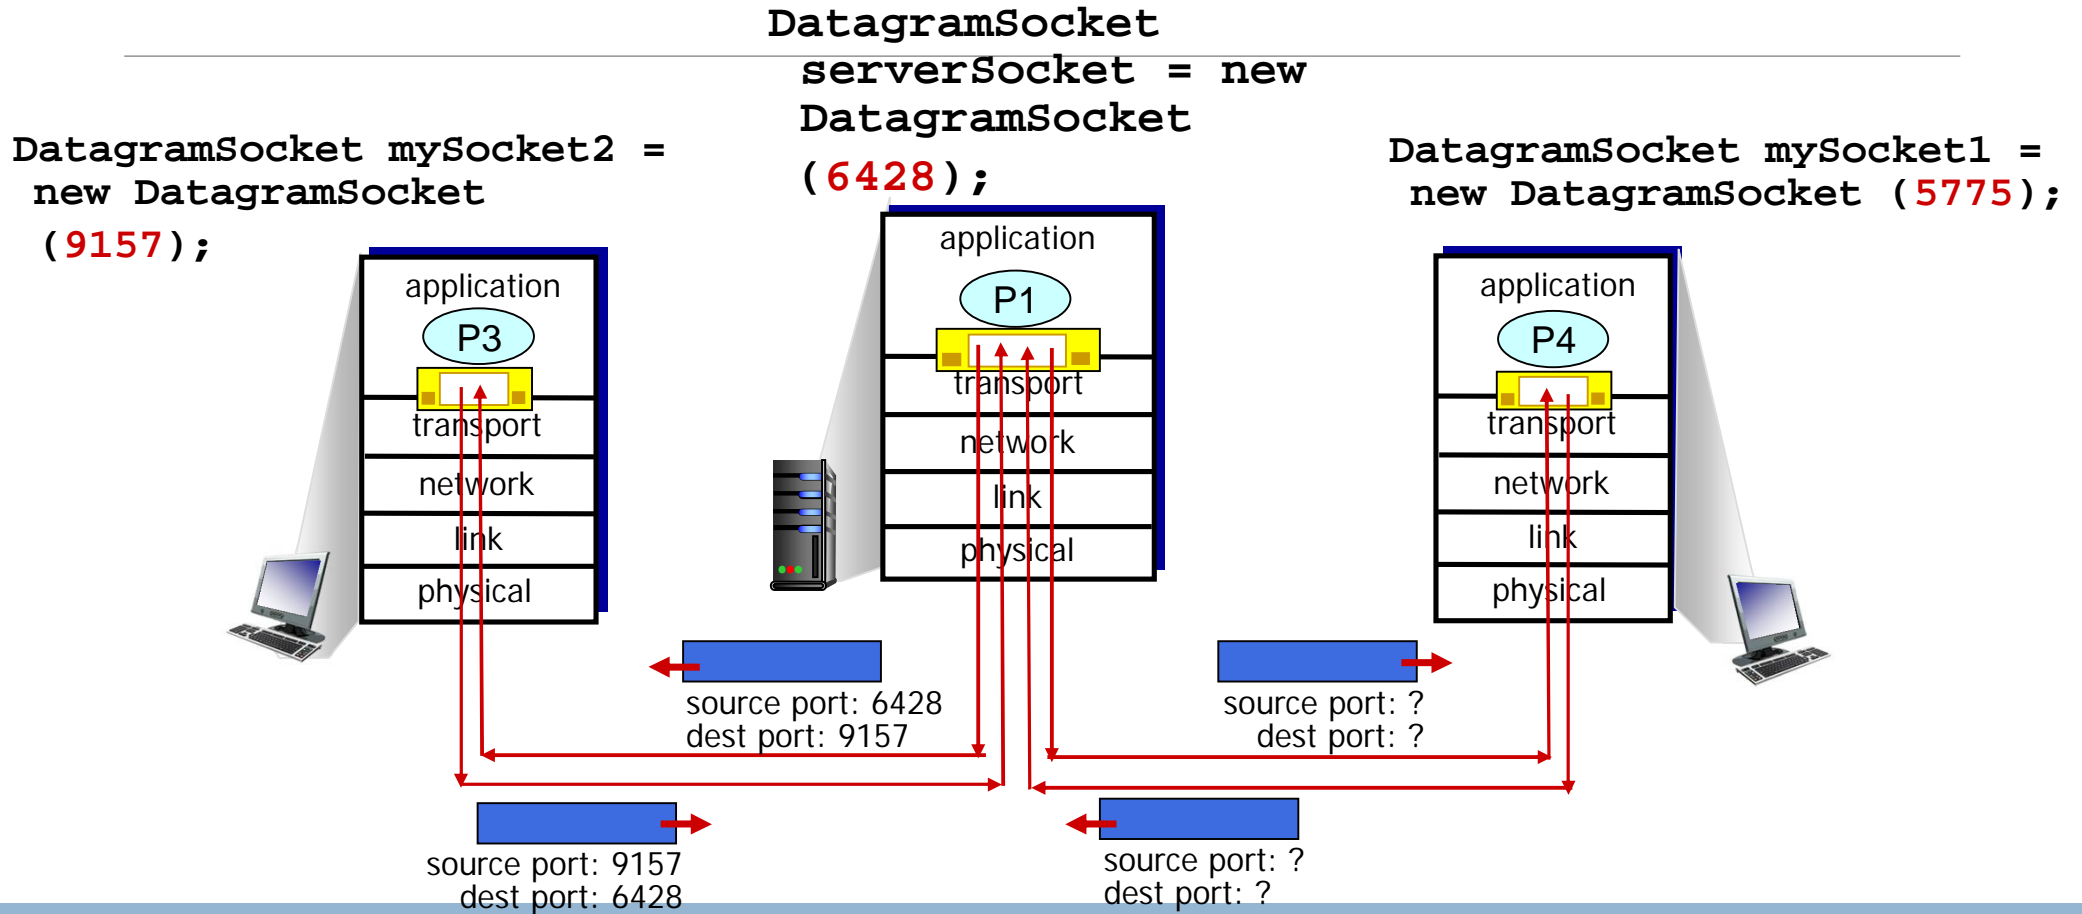 DatagramSocket
serverSocket = new
DatagramSocket
(6428);
DatagramSocket mySocket2 =
new DatagramSocket
(9157);
DatagramSocket mySocket1 =
new DatagramSocket (5775);
application
P3
transport
network
link
physical
application
P1
transport
network
link
physical
application
P4
transport
network
link
physical
source port: 6428
dest port: 9157
source port: ?
dest port: ?
source port: 9157
dest port: 6428
source port: ?
dest port: ?